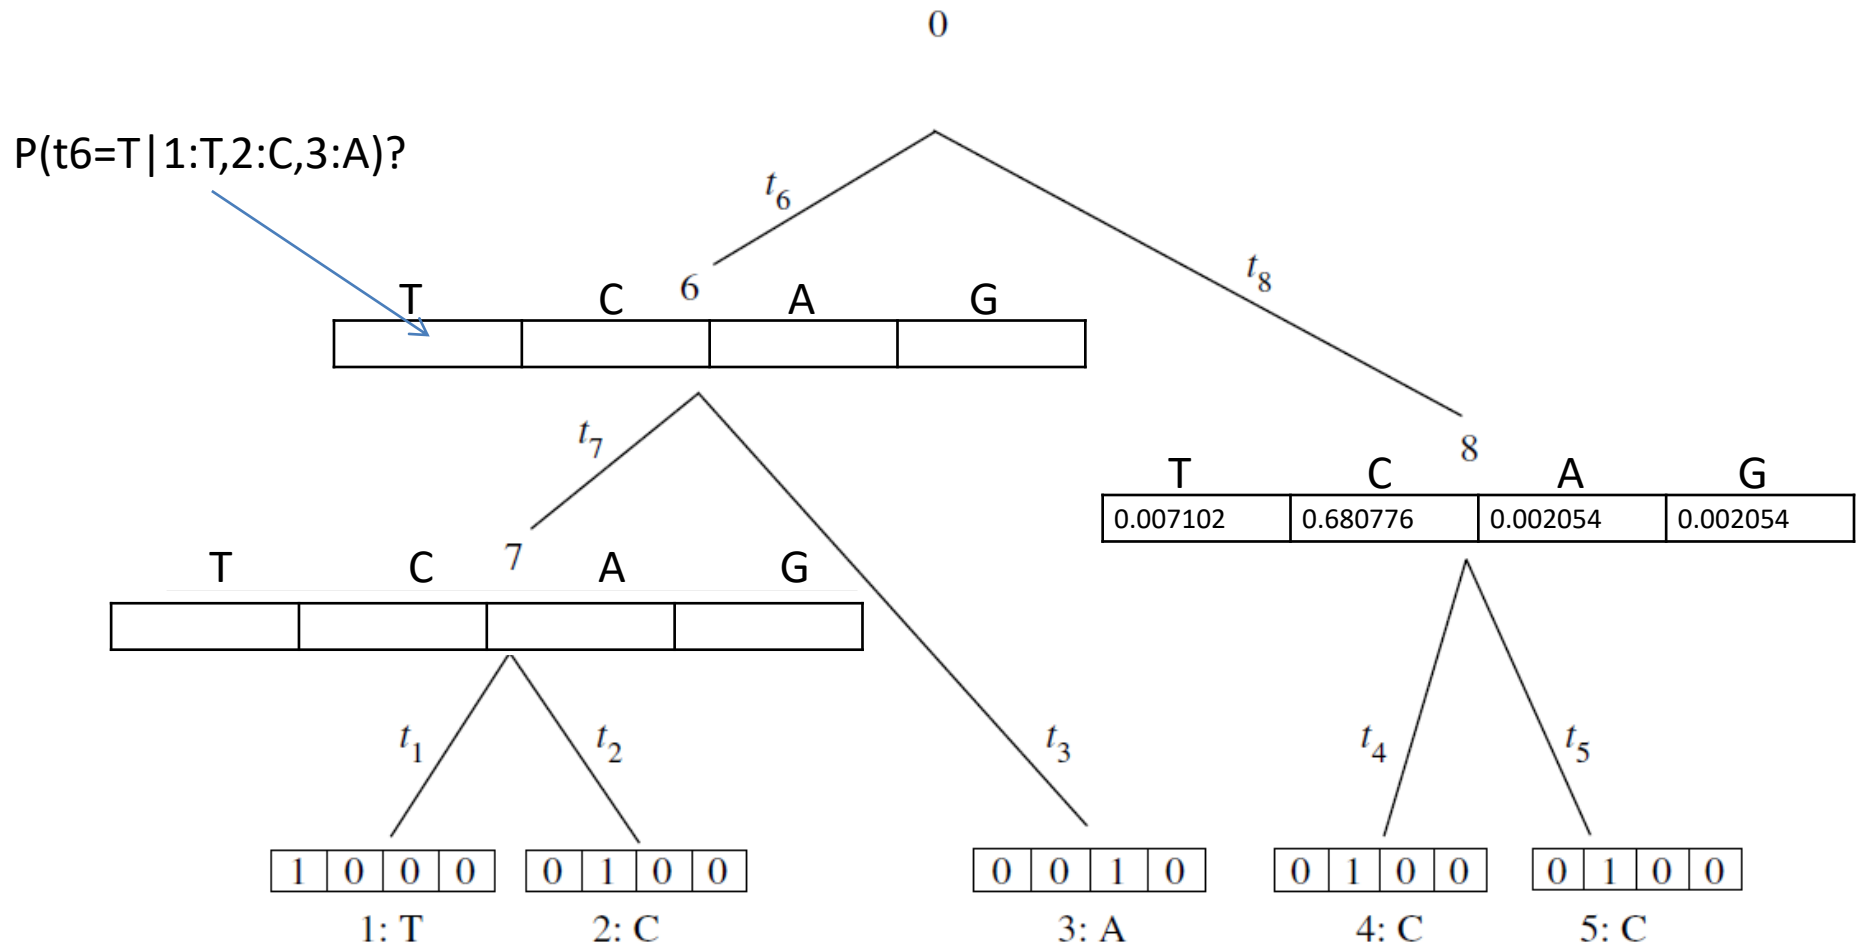 0
P(t6=T|1:T,2:C,3:A)?
t6
t8
6
T C A G
8
T C A G
0.007102 0.680776 0.002054 0.002054
t7
7
T C A G
t1 t2 t3 t4 t5
1 0 0 0 0 1 0 0 0 0 1 0 0 1 0 0 0 1 0 0
1: T 2: C 3: A 4: C 5: C